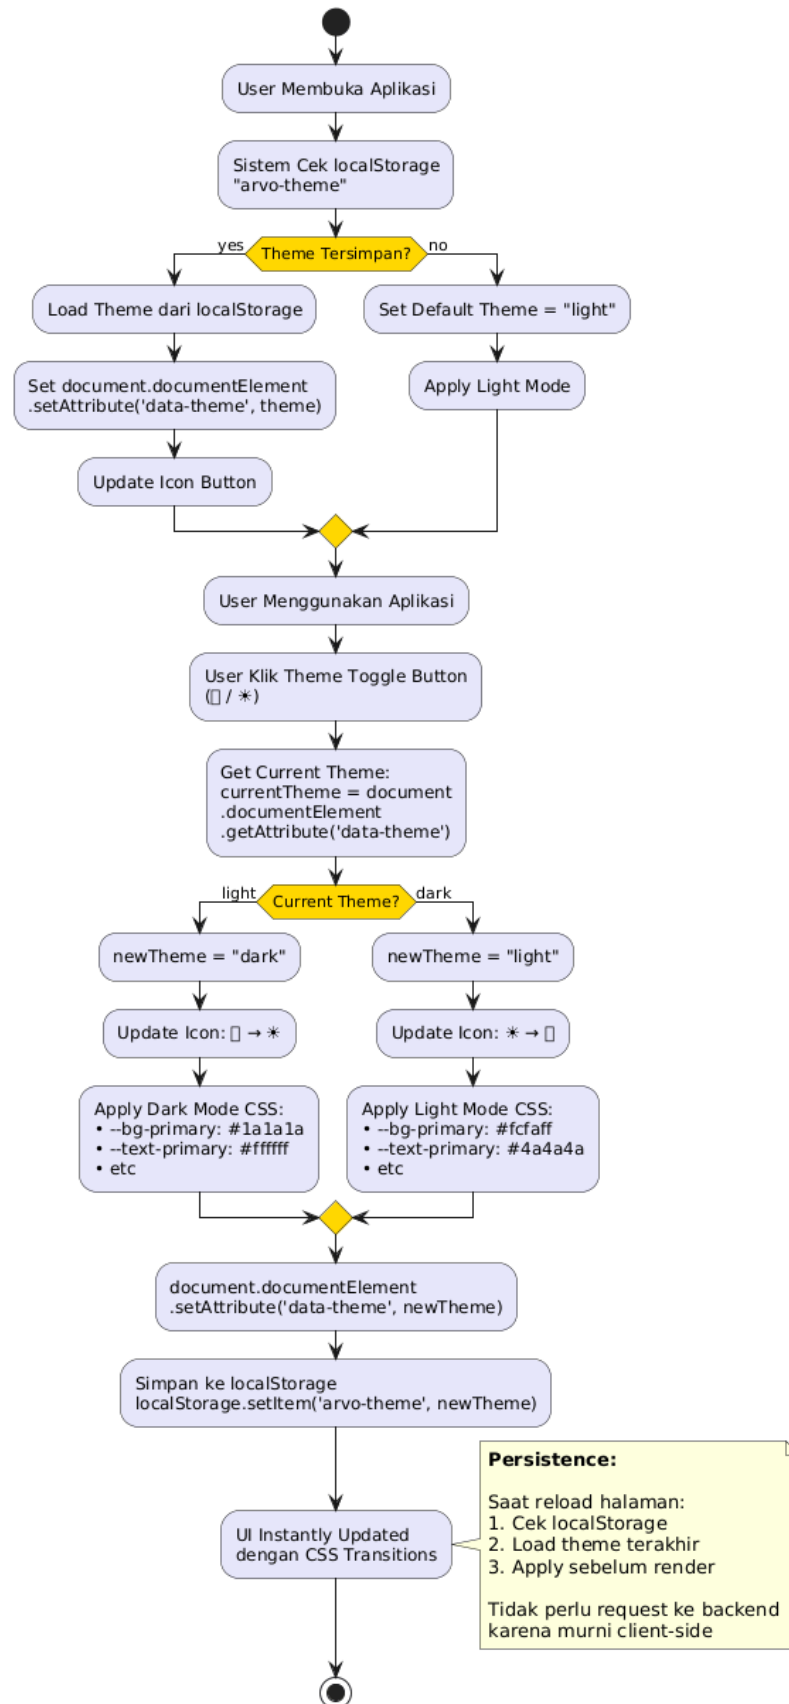 User Membuka Aplikasi
Sistem Cek localStorage
"arvo-theme"
yes
Theme Tersimpan?
no
Load Theme dari localStorage
Set Default Theme = "light"
Set document.documentElement
.setAttribute('data-theme', theme)
Apply Light Mode
Update Icon Button
User Menggunakan Aplikasi
User Klik Theme Toggle Button
(▯ / ☀)
Get Current Theme:
currentTheme = document
.documentElement
.getAttribute('data-theme')
light
Current Theme?
dark
newTheme = "dark"
newTheme = "light"
Update Icon: ▯ → ☀
Update Icon: ☀ → ▯
Apply Dark Mode CSS:
• --bg-primary: #1a1a1a
• --text-primary: #ffffff
• etc
Apply Light Mode CSS:
• --bg-primary: #fcfaff
• --text-primary: #4a4a4a
• etc
document.documentElement
.setAttribute('data-theme', newTheme)
Simpan ke localStorage
localStorage.setItem('arvo-theme', newTheme)
Persistence:
Saat reload halaman:
1. Cek localStorage
2. Load theme terakhir
3. Apply sebelum render
Tidak perlu request ke backend
karena murni client-side
UI Instantly Updated
dengan CSS Transitions